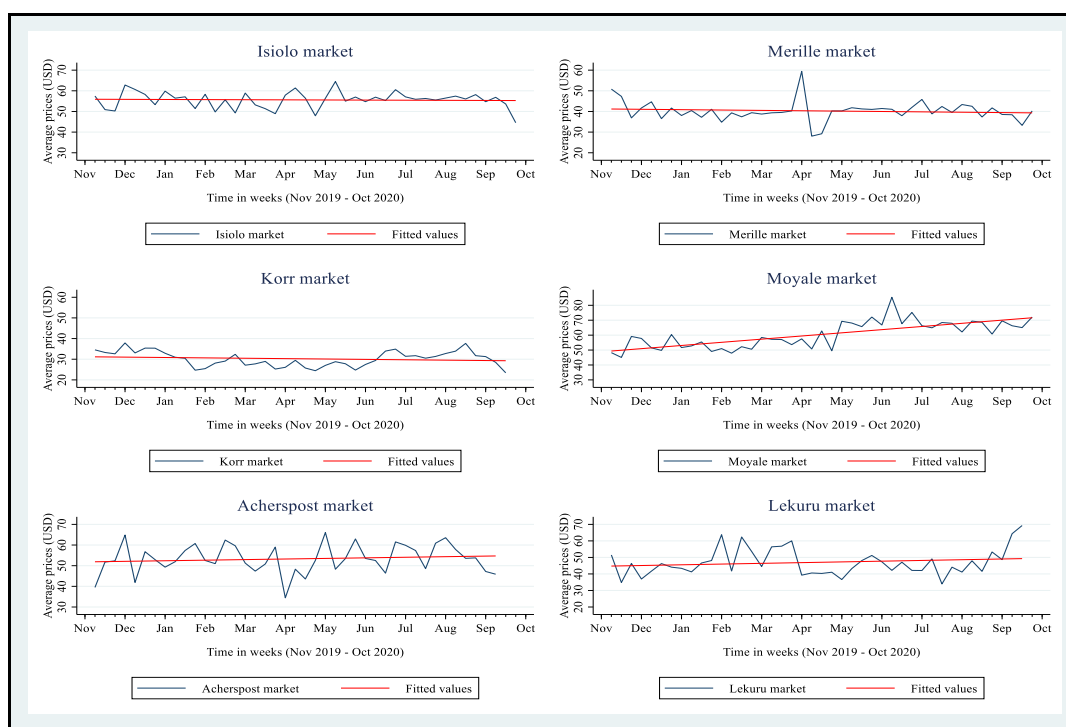 Isiolo market
Average prices (USD)
30 40 50 60 70
Nov Dec Jan Feb Mar Apr May Jun Jul Aug Sep Oct
Time in weeks (Nov 2019 - Oct 2020)
Isiolo market Fitted values
Merille market
Average prices (USD)
30 40 50 60
Nov Dec Jan Feb Mar Apr May Jun Jul Aug Sep Oct
Time in weeks (Nov 2019 - Oct 2020)
Merille market Fitted values
Korr market
Average prices (USD)
20 30 40 50 60
Nov Dec Jan Feb Mar Apr May Jun Jul Aug Sep Oct
Time in weeks (Nov 2019 - Oct 2020)
Korr market Fitted values
Moyale market
Average prices (USD)
30 40 50 60 70 80
Nov Dec Jan Feb Mar Apr May Jun Jul Aug Sep Oct
Time in weeks (Nov 2019 - Oct 2020)
Moyale market Fitted values
Acherspost market
Average prices (USD)
30 40 50 60 70
Nov Dec Jan Feb Mar Apr May Jun Jul Aug Sep Oct
Time in weeks (Nov 2019 - Oct 2020)
Acherspost market Fitted values
Lekuru market
Average prices (USD)
20 30 40 50 60 70
Nov Dec Jan Feb Mar Apr May Jun Jul Aug Sep Oct
Time in weeks (Nov 2019 - Oct 2020)
Lekuru market Fitted values